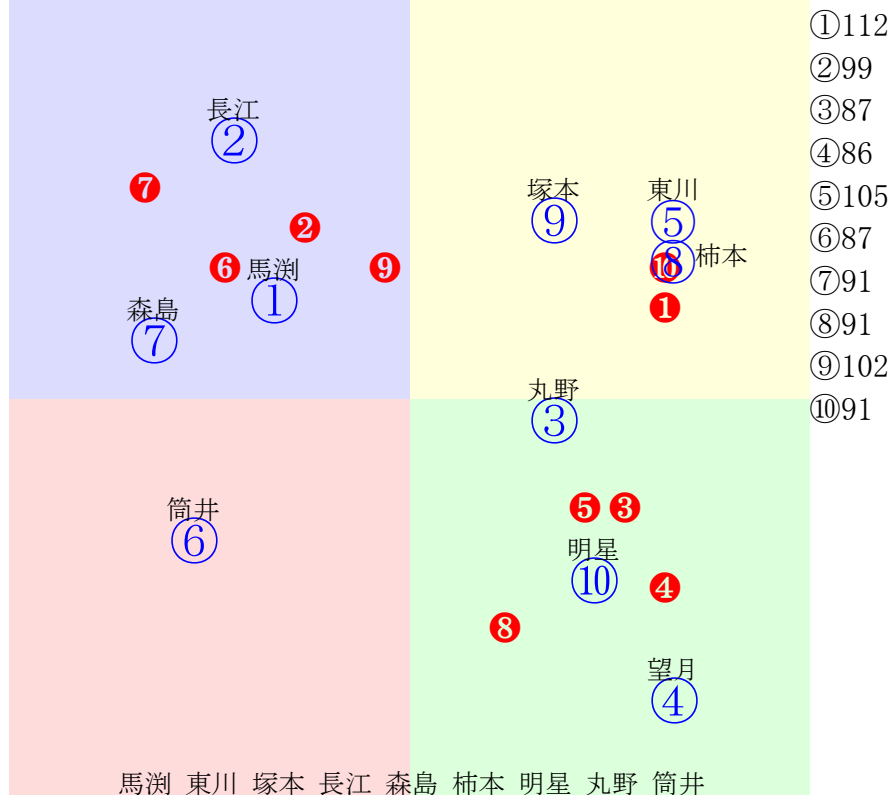 ①112
長江
②99
②
③87
❼
④86
塚本 東川
⑤105
❷ ⑨ ⑤
⑥87
❻ 馬渕 ❾ ⑧ 柿本
⑦91
森島 ① ❶
⑦
⑧91
⑨102
丸野
⑩91
③
筒井 ❺ ❸
⑥ 明星
⑩ ❹
❽
望月
④
馬渕 東川 塚本 長江 森島 柿本 明星 丸野 筒井